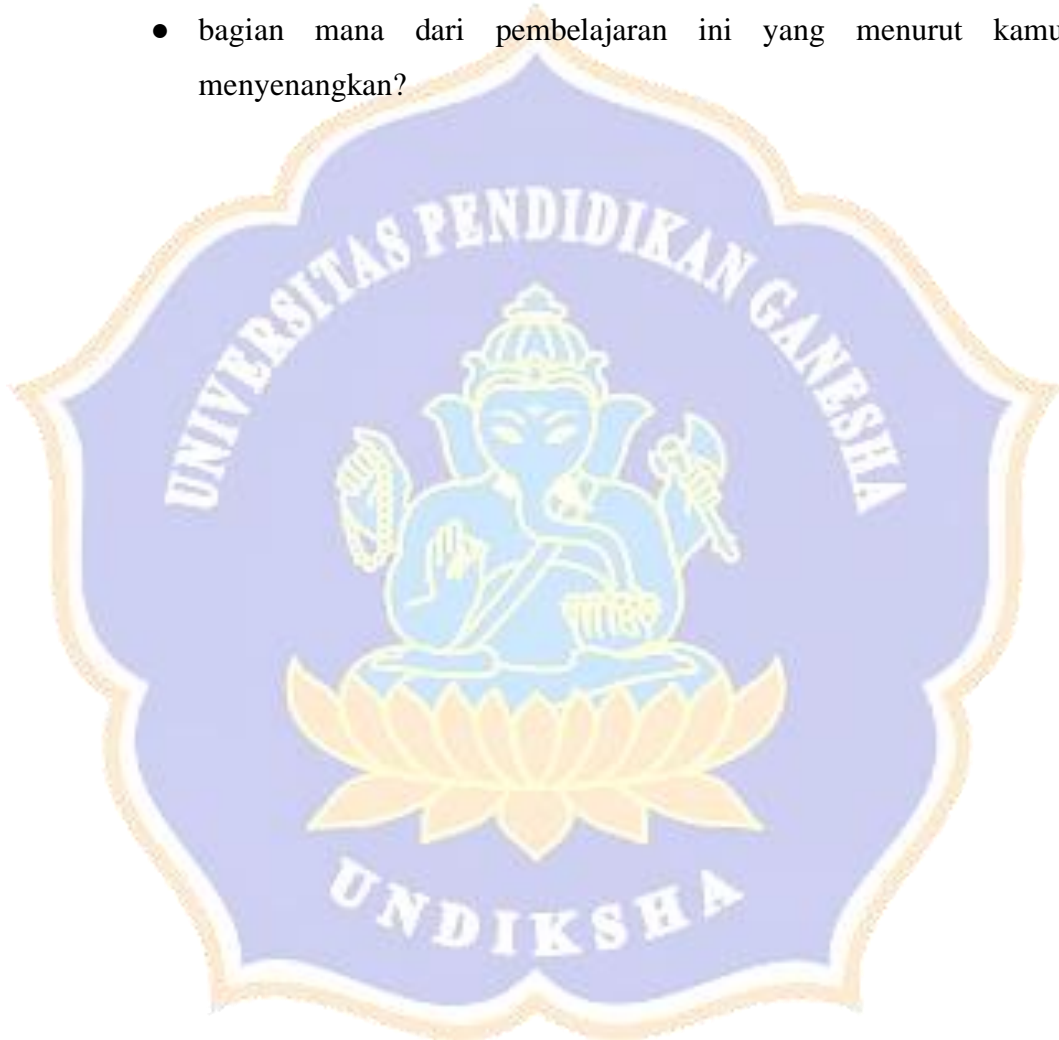 ● bagian mana dari pembelajaran ini yang menurut kamu
menyenangkan?
UNIVERSITAS PENDIDIKAN GANESHA
UNDIKSHA